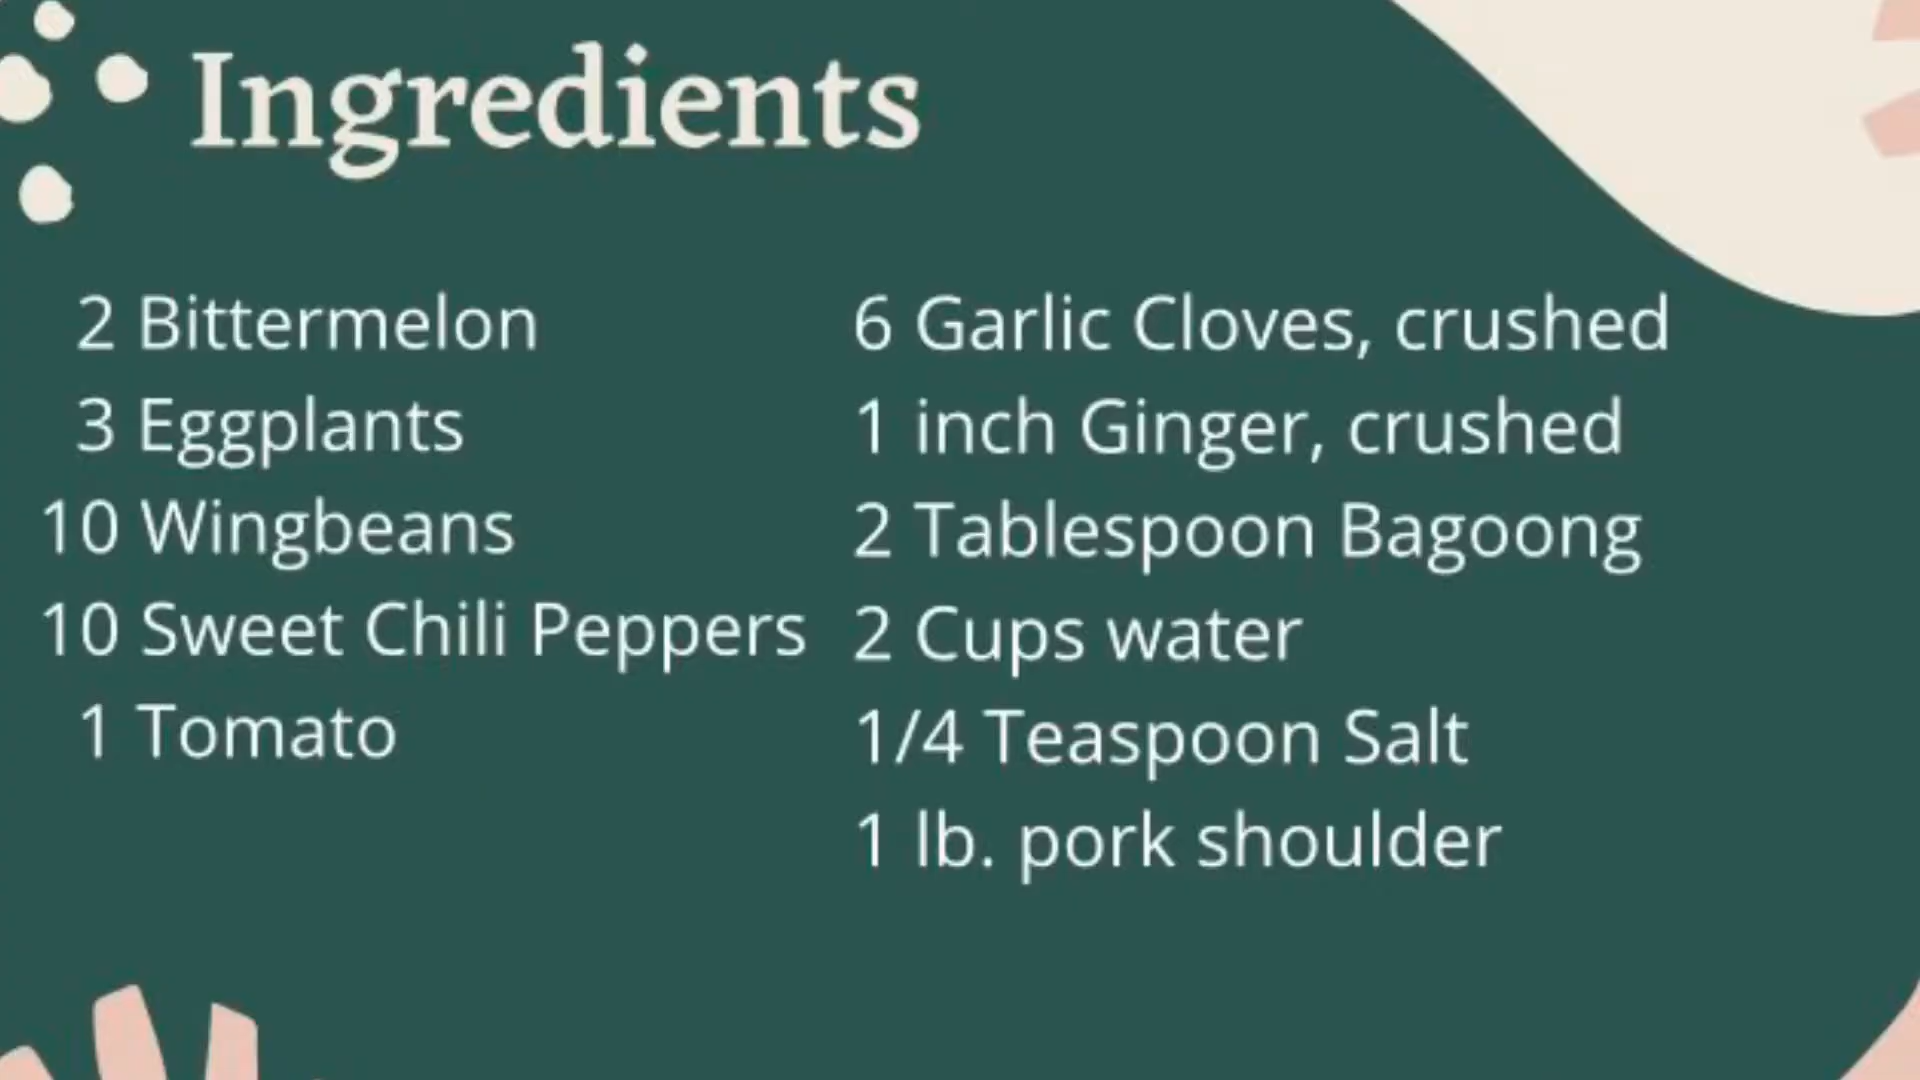 Ingredients
2 Bittermelon
3 Eggplants
10 Wingbeans
10 Sweet Chili Peppers
1 Tomato
6 Garlic Cloves, crushed
1 inch Ginger, crushed
2 Tablespoon Bagoong
2 Cups water
1/4 Teaspoon Salt
1 lb. pork shoulder